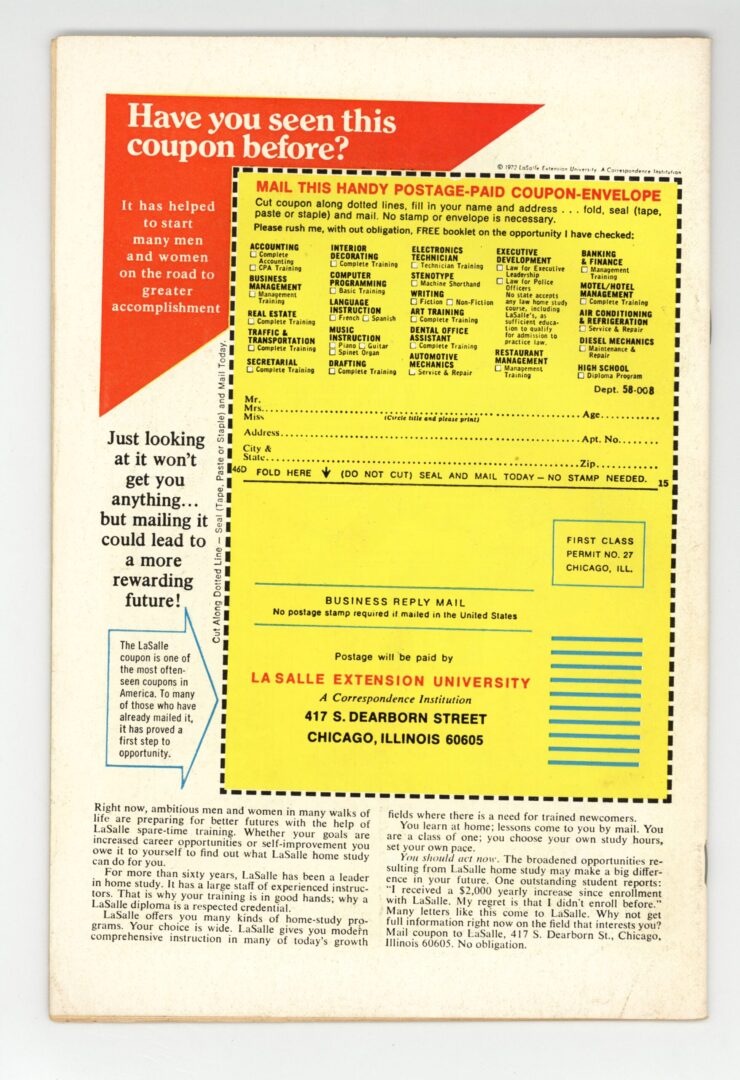 Have you seen this
coupon before?
It has helped
to start
many men
and women
on the road to
greater
accomplishment
Just looking
at it won't
get you
anything...
but mailing it
could lead to
a more
rewarding
future!
The LaSalle
coupon is one of
the most often-
seen coupons in
America. To many
of those who have
already mailed it,
it has proved a
first step to
opportunity.
Cut Along Dotted Line — Seal (Tape, Paste or Staple) and Mail Today.
© 1972 LaSalle Extension University. A Correspondence Institution
MAIL THIS HANDY POSTAGE-PAID COUPON-ENVELOPE
Cut coupon along dotted lines, fill in your name and address . . . fold, seal (tape,
paste or staple) and mail. No stamp or envelope is necessary.
Please rush me, with out obligation, FREE booklet on the opportunity I have checked:
ACCOUNTING
Complete
Accounting
CPA Training
BUSINESS
MANAGEMENT
Management
Training
REAL ESTATE
Complete Training
TRAFFIC &
TRANSPORTATION
Complete Training
SECRETARIAL
Complete Training
INTERIOR
DECORATING
Complete Training
COMPUTER
PROGRAMMING
Basic Training
LANGUAGE
INSTRUCTION
French Spanish
MUSIC
INSTRUCTION
Piano Guitar
Spinet Organ
DRAFTING
Complete Training
ELECTRONICS
TECHNICIAN
Technician Training
STENOTYPE
Machine Shorthand
WRITING
Fiction Non-Fiction
ART TRAINING
Complete Training
DENTAL OFFICE
ASSISTANT
Complete Training
AUTOMOTIVE
MECHANICS
Service & Repair
EXECUTIVE
DEVELOPMENT
Law for Executive
Leadership
Law for Police
Officers
No state accepts
any law home study
course, including
LaSalle's, as
sufficient educa-
tion to qualify
for admission to
practice law.
RESTAURANT
MANAGEMENT
Management
Training
BANKING
& FINANCE
Management
Training
MOTEL/HOTEL
MANAGEMENT
Complete Training
AIR CONDITIONING
& REFRIGERATION
Service & Repair
DIESEL MECHANICS
Maintenance &
Repair
HIGH SCHOOL
Diploma Program
Dept. 58-008
Mr.
Mrs.
Miss (Circle title and please print) Age
Address Apt. No.
City &
State Zip
46D FOLD HERE (DO NOT CUT) SEAL AND MAIL TODAY — NO STAMP NEEDED. 15
FIRST CLASS
PERMIT NO. 27
CHICAGO, ILL.
BUSINESS REPLY MAIL
No postage stamp required if mailed in the United States
Postage will be paid by
LA SALLE EXTENSION UNIVERSITY
A Correspondence Institution
417 S. DEARBORN STREET
CHICAGO, ILLINOIS 60605
Right now, ambitious men and women in many walks of
life are preparing for better futures with the help of
LaSalle spare-time training. Whether your goals are
increased career opportunities or self-improvement you
owe it to yourself to find out what LaSalle home study
can do for you.
For more than sixty years, LaSalle has been a leader
in home study. It has a large staff of experienced instruc-
tors. That is why your training is in good hands; why a
LaSalle diploma is a respected credential.
LaSalle offers you many kinds of home-study pro-
grams. Your choice is wide. LaSalle gives you modern
comprehensive instruction in many of today's growth
fields where there is a need for trained newcomers.
You learn at home; lessons come to you by mail. You
are a class of one; you choose your own study hours,
set your own pace.
You should act now. The broadened opportunities re-
sulting from LaSalle home study may make a big differ-
ence in your future. One outstanding student reports:
"I received a $2,000 yearly increase since enrollment
with LaSalle. My regret is that I didn't enroll before."
Many letters like this come to LaSalle. Why not get
full information right now on the field that interests you?
Mail coupon to LaSalle, 417 S. Dearborn St., Chicago,
Illinois 60605. No obligation.